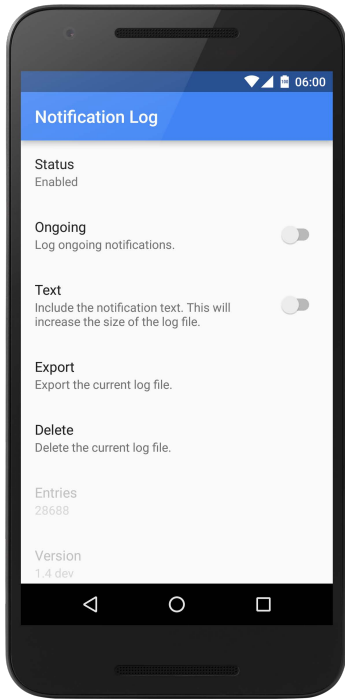 06:00
Notification Log
Status
Enabled
Ongoing
Log ongoing notifications.
Text
Include the notification text. This will
increase the size of the log file.
Export
Export the current log file.
Delete
Delete the current log file.
Entries
28688
Version
1.4 dev